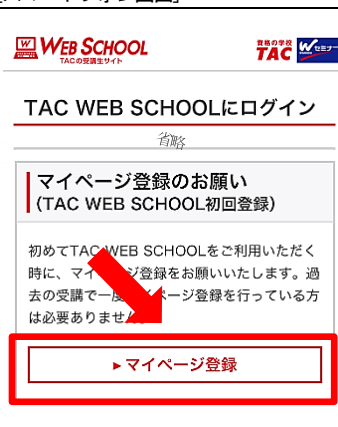 WEB SCHOOL
TACの受講生サイト
資格の学校
TAC Wセミナー
TAC WEB SCHOOLにログイン
省略
マイページ登録のお願い
(TAC WEB SCHOOL初回登録)
初めてTAC WEB SCHOOLをご利用いただく
時に、マイ ジ登録をお願いいたします。過
去の受講で一度 ページ登録を行っている方
は必要ありませ
▸マイページ登録